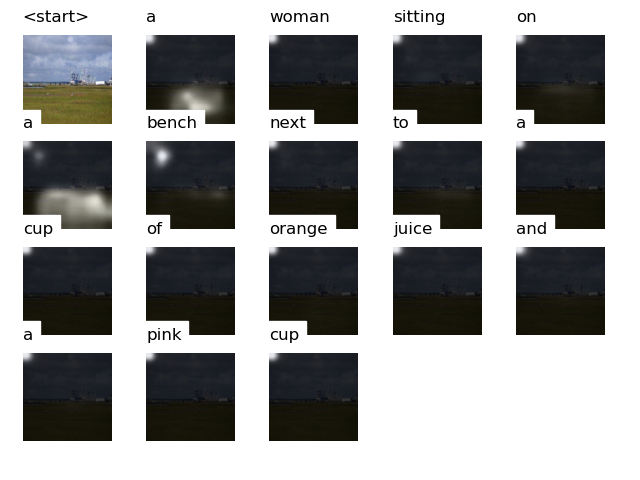 <start> a woman sitting on
a bench next to a
cup of orange juice and
a pink cup